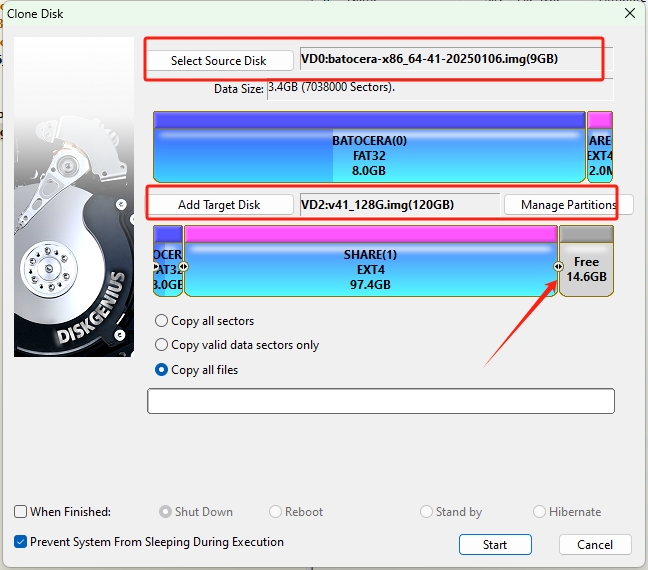 Clone Disk
Select Source Disk
VD0:batocera-x86_64-41-20250106.img(9GB)
Data Size:
3.4GB (7038000 Sectors).
BATOCERA(0)
FAT32
8.0GB
ARE
EXT4
2.0M
Add Target Disk
VD2:v41_128G.img(120GB)
Manage Partitions
OCER
AT32
8.0GB
SHARE(1)
EXT4
97.4GB
Free
14.6GB
DISKGENIUS
Copy all sectors
Copy valid data sectors only
Copy all files
When Finished:
Shut Down
Reboot
Stand by
Hibernate
Prevent System From Sleeping During Execution
Start
Cancel